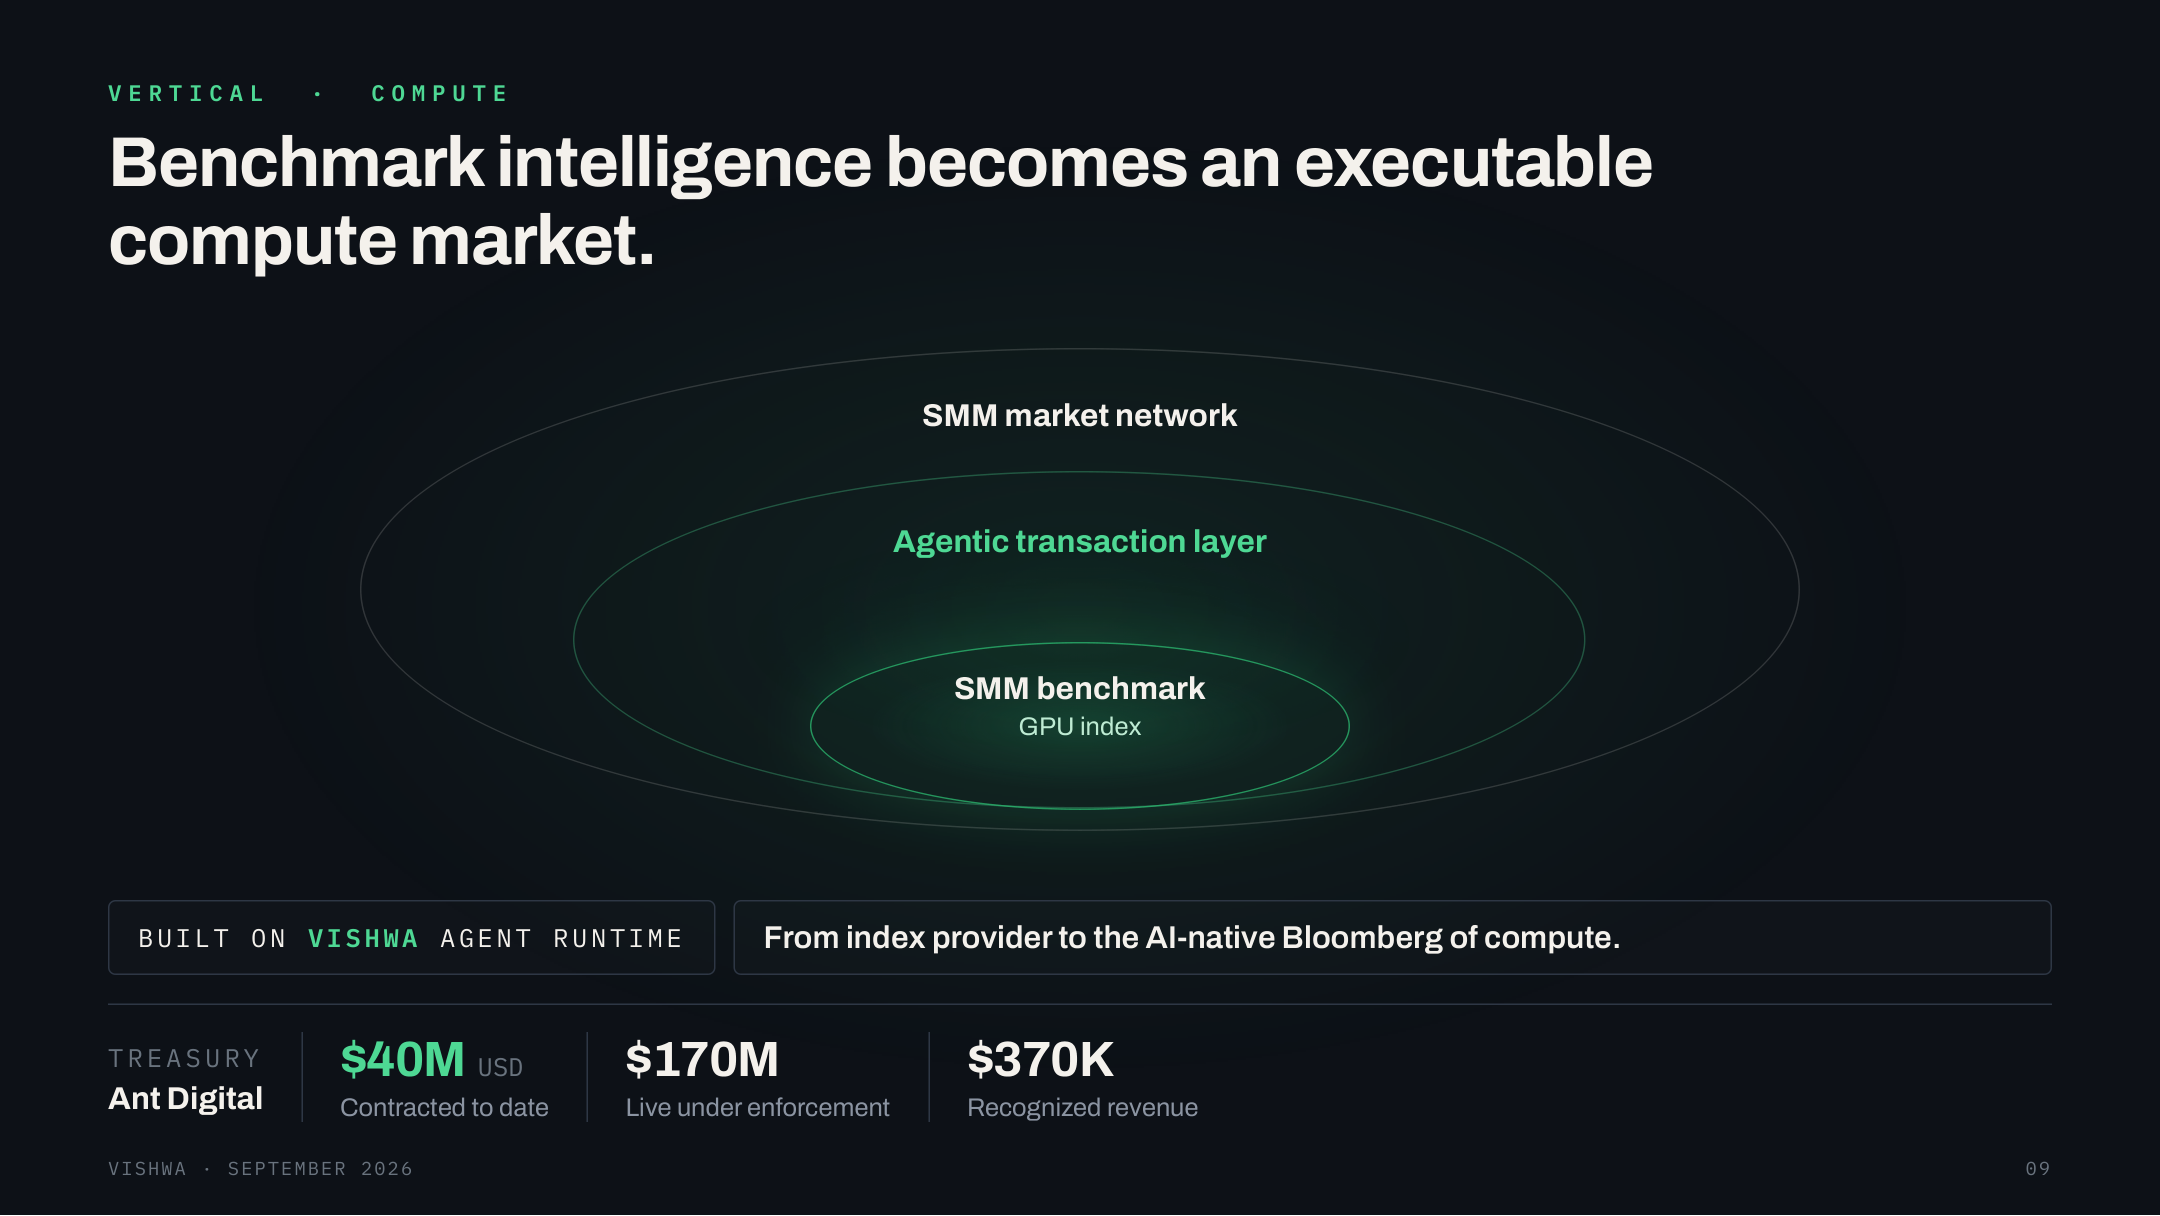 VERTICAL · COMPUTE
Benchmark intelligence becomes an executable
compute market.
SMM market network
Agentic transaction layer
SMM benchmark
GPU index
BUILT ON VISHWA AGENT RUNTIME
From index provider to the AI-native Bloomberg of compute.
TREASURY
Ant Digital
$40M USD
Contracted to date
$170M
Live under enforcement
$370K
Recognized revenue
VISHWA · SEPTEMBER 2026
09